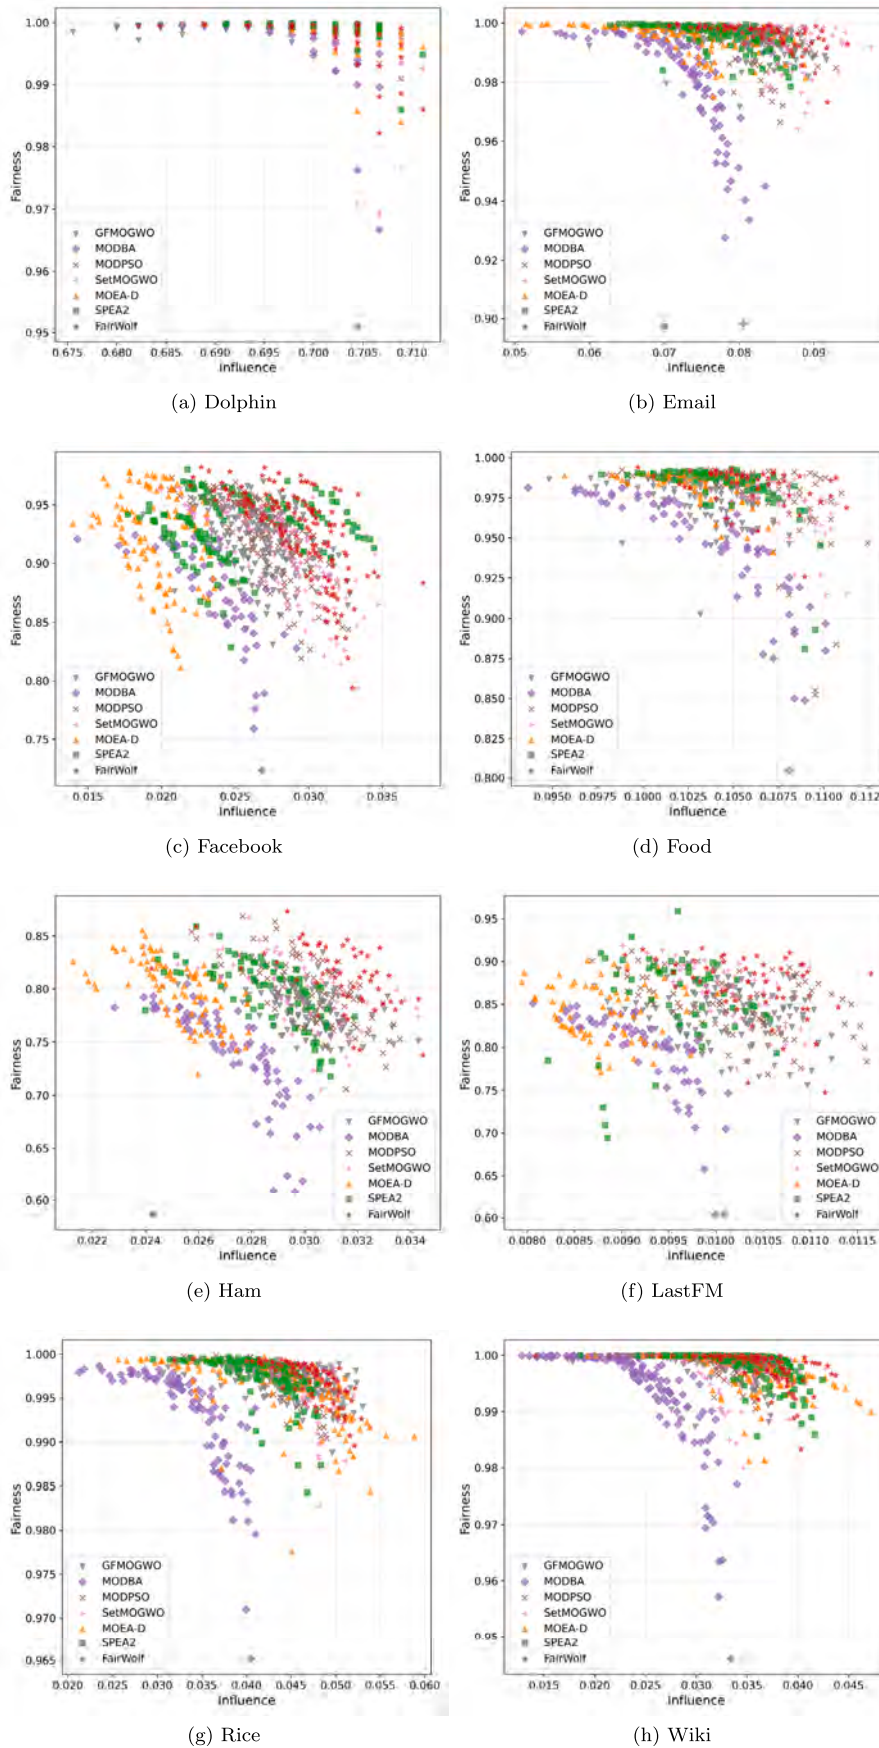 1.00
0.99
0.98
0.97
0.96
0.95
Fairness
GFMOGWO
MODBA
MODPSO
SetMOGWO
MOEA-D
SPEA2
FairWolf
0.675 0.680 0.685 0.690 0.695 0.700 0.705 0.710
Influence
(a) Dolphin
1.00
0.98
0.96
0.94
0.92
0.90
Fairness
GFMOGWO
MODBA
MODPSO
SetMOGWO
MOEA-D
SPEA2
FairWolf
0.05 0.06 0.07 0.08 0.09
Influence
(b) Email
0.95
0.90
0.85
0.80
0.75
Fairness
GFMOGWO
MODBA
MODPSO
SetMOGWO
MOEA-D
SPEA2
FairWolf
0.015 0.020 0.025 0.030 0.035
Influence
(c) Facebook
1.000
0.975
0.950
0.925
0.900
0.875
0.850
0.825
0.800
Fairness
GFMOGWO
MODBA
MODPSO
SetMOGWO
MOEA-D
SPEA2
FairWolf
0.0950 0.0975 0.1000 0.1025 0.1050 0.1075 0.1100 0.112
Influence
(d) Food
0.85
0.80
0.75
0.70
0.65
0.60
Fairness
GFMOGWO
MODBA
MODPSO
SetMOGWO
MOEA-D
SPEA2
FairWolf
0.022 0.024 0.026 0.028 0.030 0.032 0.034
Influence
(e) Ham
0.95
0.90
0.85
0.80
0.75
0.70
0.65
0.60
Fairness
GFMOGWO
MODBA
MODPSO
SetMOGWO
MOEA-D
SPEA2
FairWolf
0.0080 0.0085 0.0090 0.0095 0.0100 0.0105 0.0110 0.0115
Influence
(f) LastFM
1.000
0.995
0.990
0.985
0.980
0.975
0.970
0.965
Fairness
GFMOGWO
MODBA
MODPSO
SetMOGWO
MOEA-D
SPEA2
FairWolf
0.020 0.025 0.030 0.035 0.040 0.045 0.050 0.055 0.060
Influence
(g) Rice
1.00
0.99
0.98
0.97
0.96
0.95
Fairness
GFMOGWO
MODBA
MODPSO
SetMOGWO
MOEA-D
SPEA2
FairWolf
0.015 0.020 0.025 0.030 0.035 0.040 0.045
Influence
(h) Wiki